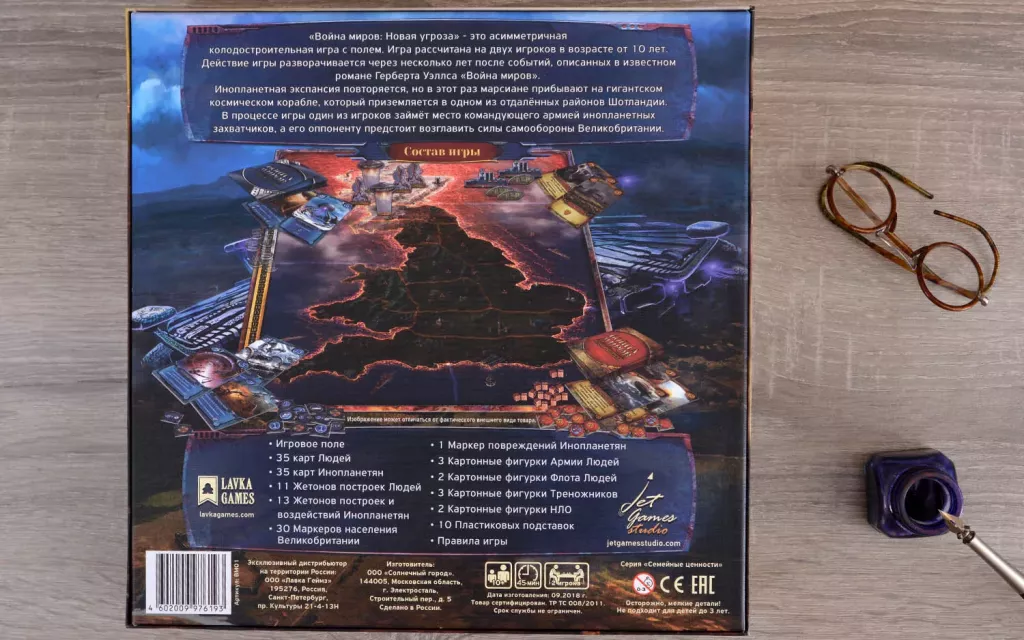 «Война миров: Новая угроза» - это асимметричная
колодостроительная игра с полем. Игра рассчитана на двух игроков в возрасте от 10 лет.
Действие игры разворачивается через несколько лет после событий, описанных в известном
романе Герберта Уэллса «Война миров».
Инопланетная экспансия повторяется, но в этот раз марсиане прибывают на гигантском
космическом корабле, который приземляется в одном из отдалённых районов Шотландии.
В процессе игры один из игроков займёт место командующего армией инопланетных
захватчиков, а его оппоненту предстоит возглавить силы самообороны Великобритании.
Состав игры
Изображение может отличаться от фактического внешнего вида товара.
• Игровое поле
• 35 карт Людей
• 35 карт Инопланетян
• 11 Жетонов построек Людей
• 13 Жетонов построек и
воздействий Инопланетян
• 30 Маркеров населения
Великобритании
• 1 Маркер повреждений Инопланетян
• 3 Картонные фигурки Армии Людей
• 2 Картонные фигурки Флота Людей
• 3 Картонные фигурки Треножников
• 2 Картонные фигурки НЛО
• 10 Пластиковых подставок
• Правила игры
LAVKA
GAMES
lavkagames.com
Jet
Games
studio
jetgamesstudio.com
4 602009 976193
Артикул: ВМ01
Эксклюзивный дистрибьютор
на территории России:
ООО «Лавка Геймз»
195276, Россия,
Санкт-Петербург,
пр. Культуры 21-4-13Н
Изготовитель:
ООО «Солнечный город».
144005, Московская область,
г. Электросталь,
Строительный пер., д. 5
Сделано в России.
10+
45 мин
2 игрока
Дата изготовления: 09.2018 г.
Товар сертифицирован. ТР ТС 008/2011.
Срок службы не ограничен.
Серия «Семейные ценности»
0-3
CE EAC
Осторожно, мелкие детали!
Не подходит для детей до 3 лет.